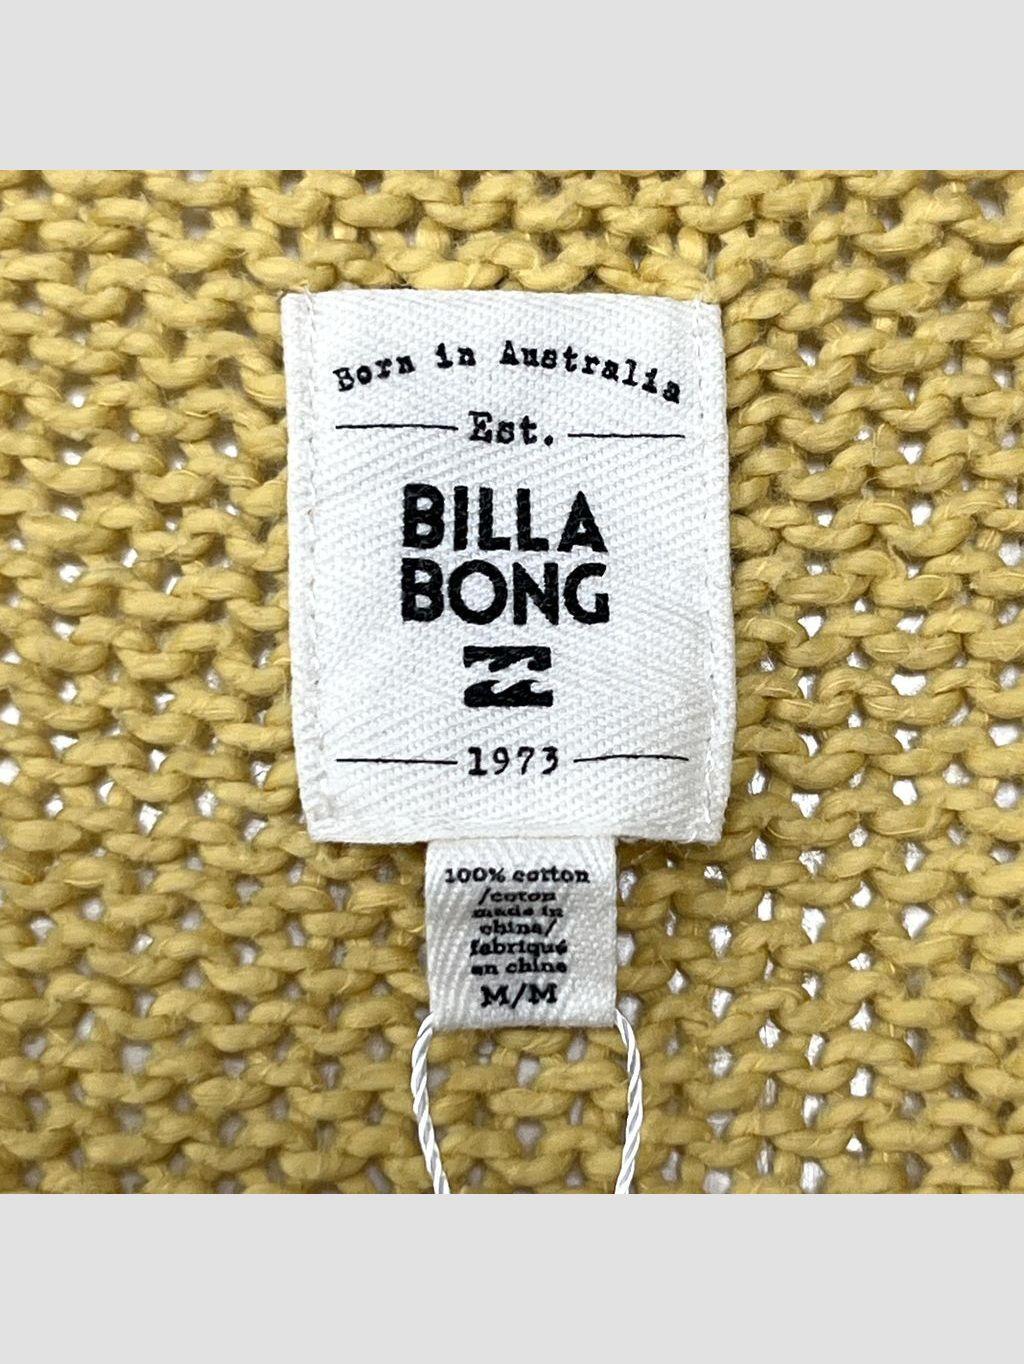 Born in Australia
Est.
BILLA
BONG
1973
100% cotton
/coton
made in
china/
fabriqué
en chine
M/M